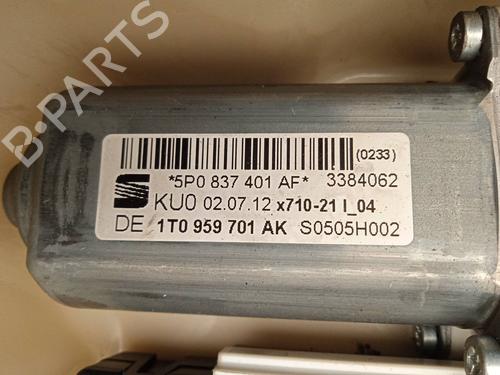 B-PARTS
(0233)
*5P0 837 401 AF* 3384062
KU0 02.07.12 x710-21 I_04
DE 1T0 959 701 AK S0505H002